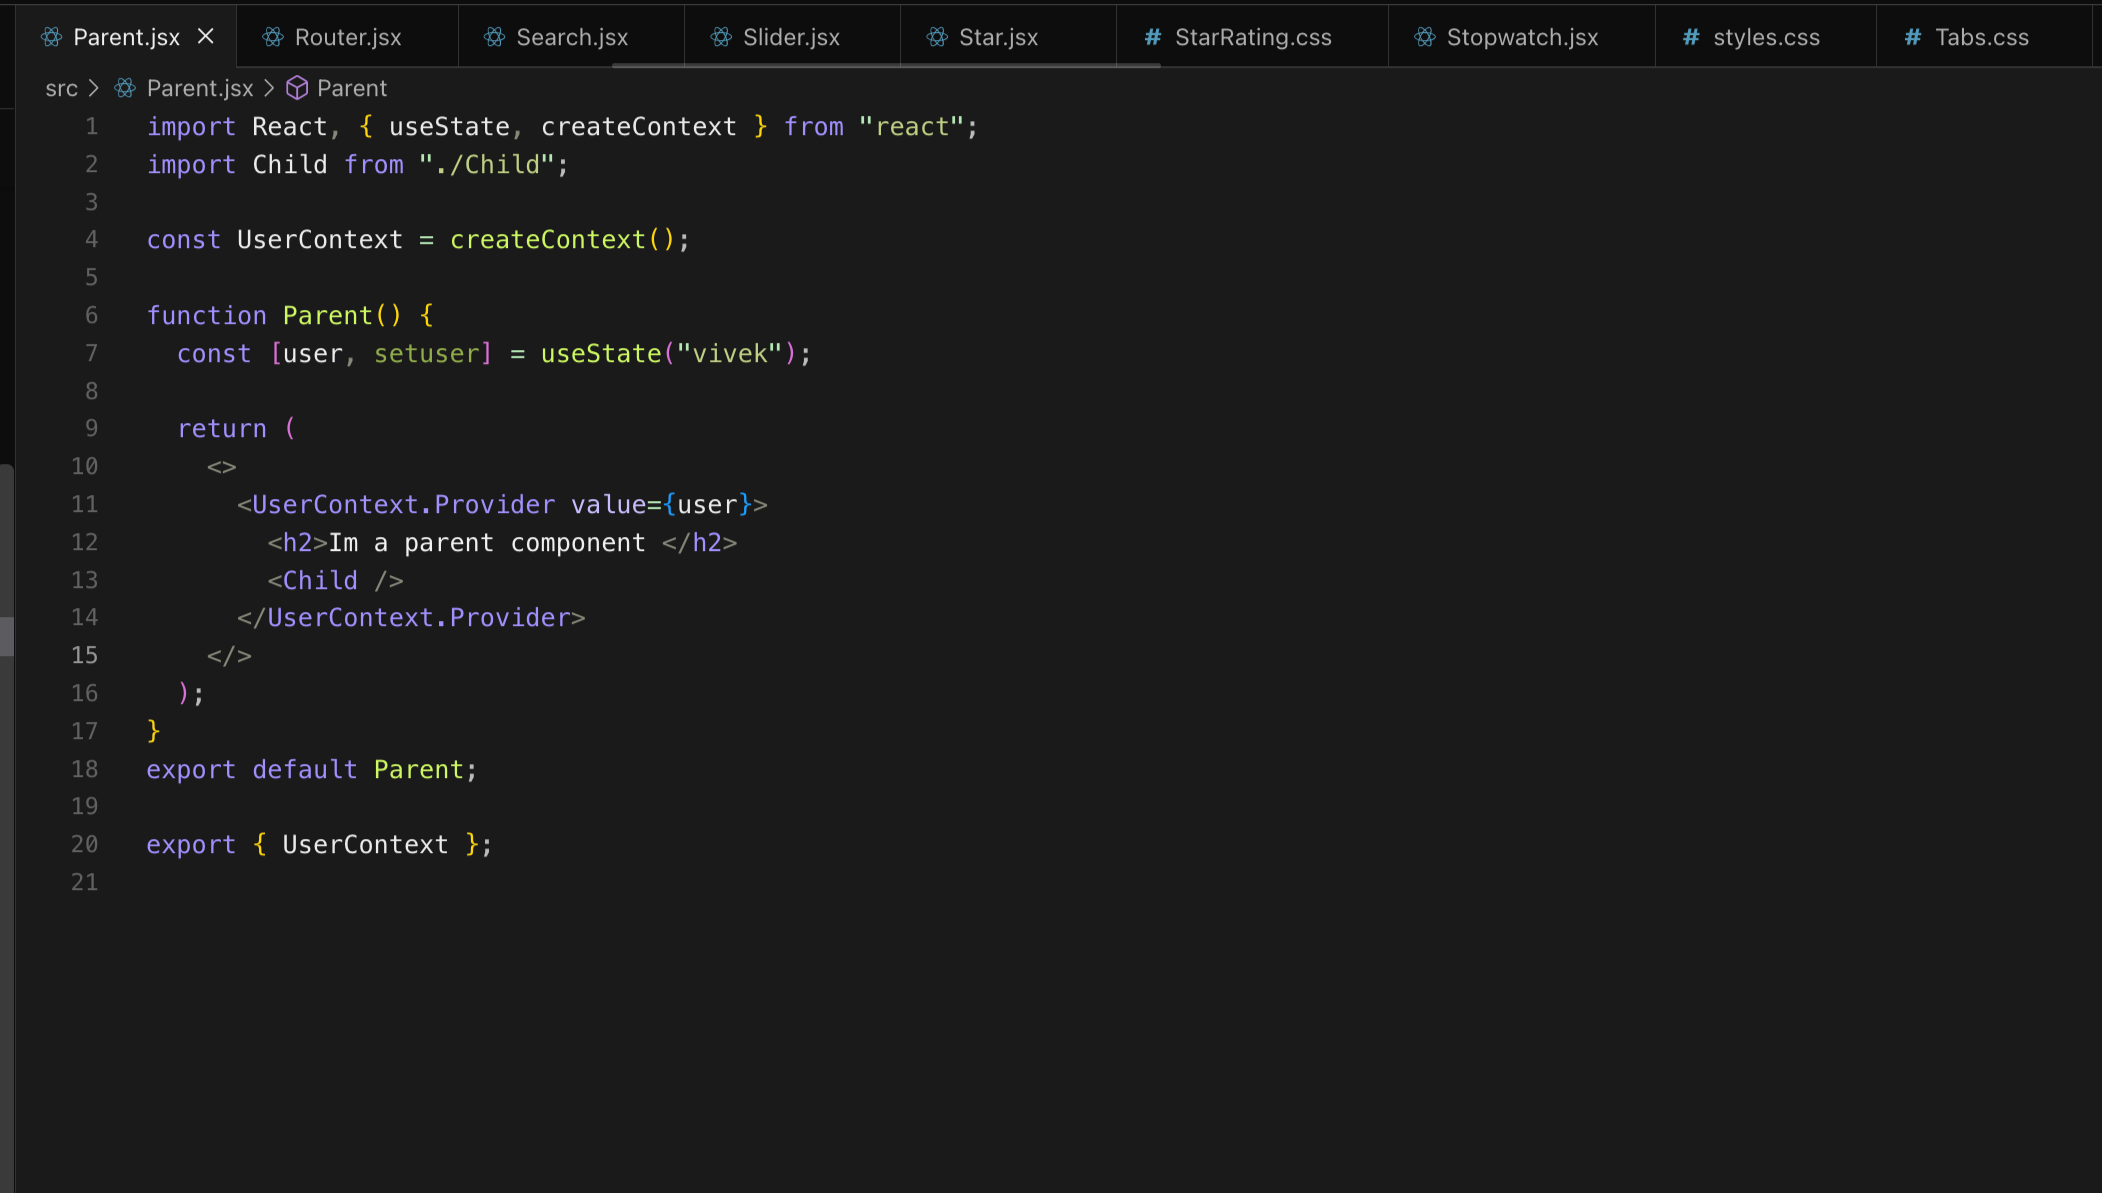 Parent.jsx Router.jsx Search.jsx Slider.jsx Star.jsx # StarRating.css Stopwatch.jsx # styles.css # Tabs.css
src > Parent.jsx > Parent
1 import React, { useState, createContext } from "react";
2 import Child from "./Child";
3
4 const UserContext = createContext();
5
6 function Parent() {
7   const [user, setuser] = useState("vivek");
8
9   return (
10     <>
11       <UserContext.Provider value={user}>
12         <h2>Im a parent component </h2>
13         <Child />
14       </UserContext.Provider>
15     </>
16   );
17 }
18 export default Parent;
19
20 export { UserContext };
21